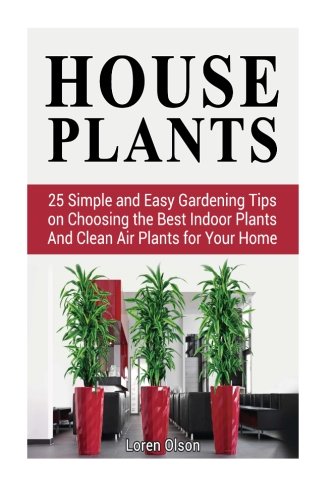 HOUSE
PLANTS
25 Simple and Easy Gardening Tips
on Choosing the Best Indoor Plants
And Clean Air Plants for Your Home
Loren Olson